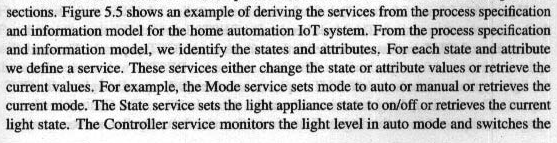 sections. Figure 5.5 shows an example of deriving the services from the process specification
and information model for the home automation IoT system. From the process specification
and information model, we identify the states and attributes. For each state and attribute
we define a service. These services either change the state or attribute values or retrieve the
current values. For example, the Mode service sets mode to auto or manual or retrieves the
current mode. The State service sets the light appliance state to on/off or retrieves the current
light state. The Controller service monitors the light level in auto mode and switches the